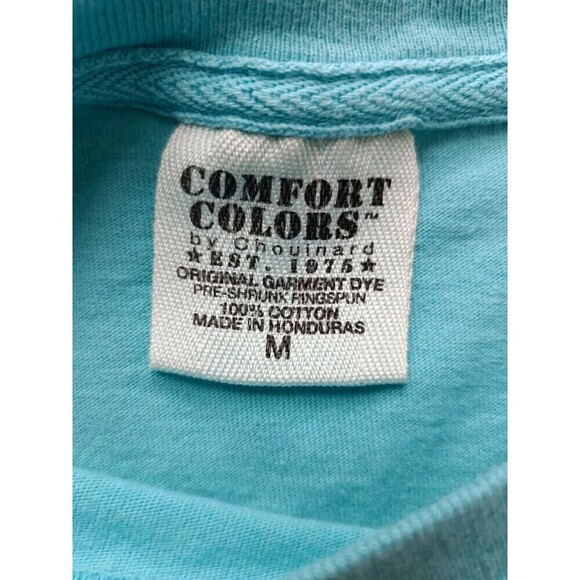 COMFORT
COLORS™
by Chouinard
★ EST. 1975 ★
ORIGINAL GARMENT DYE
PRE-SHRUNK RINGSPUN
100% COTTON
MADE IN HONDURAS
M